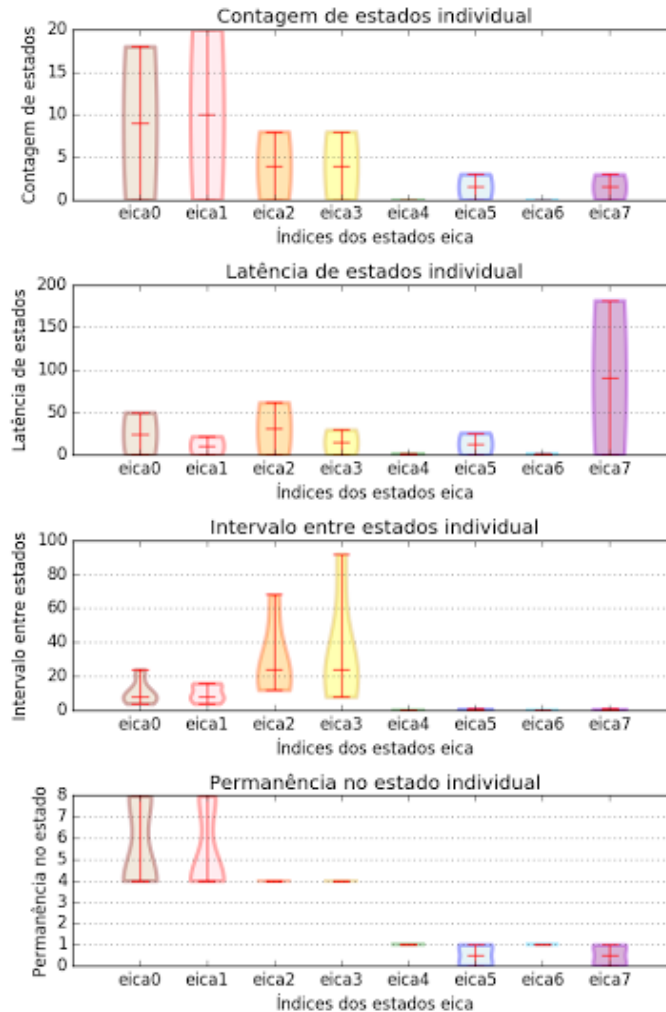 Contagem de estados individual
Contagem de estados
20
15
10
5
0
eica0 eica1 eica2 eica3 eica4 eica5 eica6 eica7
Índices dos estados eica
Latência de estados individual
Latência de estados
200
150
100
50
0
eica0 eica1 eica2 eica3 eica4 eica5 eica6 eica7
Índices dos estados eica
Intervalo entre estados individual
Intervalo entre estados
100
80
60
40
20
0
eica0 eica1 eica2 eica3 eica4 eica5 eica6 eica7
Índices dos estados eica
Permanência no estado individual
Permanência no estado
8
7
6
5
4
3
2
1
0
eica0 eica1 eica2 eica3 eica4 eica5 eica6 eica7
Índices dos estados eica